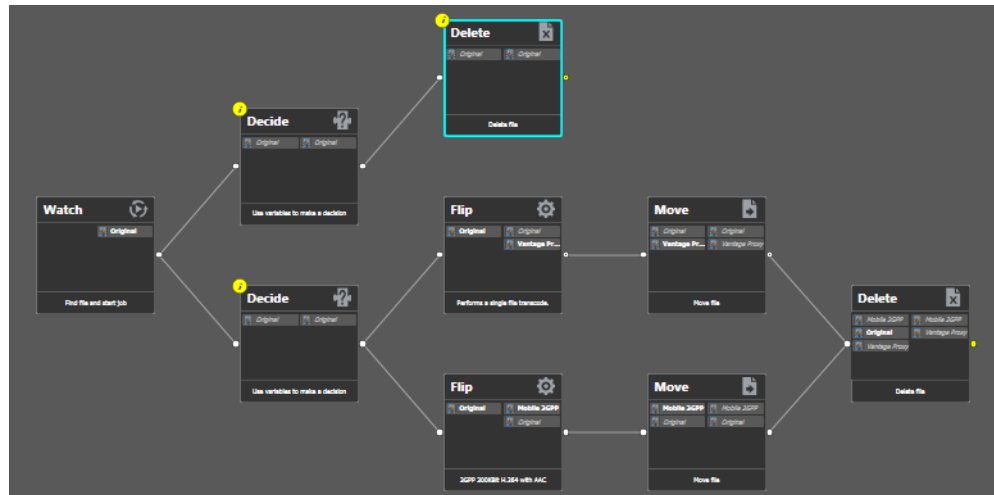 Delete
Original Original
Delete file
Decide
Original Original
Use variables to make a decision
Watch
Original
Find file and start job
Flip
Original Original
Vantage Pr...
Performs a single file transcode.
Move
Original Original
Vantage Pr... Vantage Proxy
Move file
Decide
Original Original
Use variables to make a decision
Delete
Mobile 3GPP Mobile 3GPP
Original Vantage Proxy
Vantage Proxy
Delete file
Flip
Original Mobile 3GPP
Original
3GPP 200KBit H.264 with AAC
Move
Mobile 3GPP Mobile 3GPP
Original Original
Move file